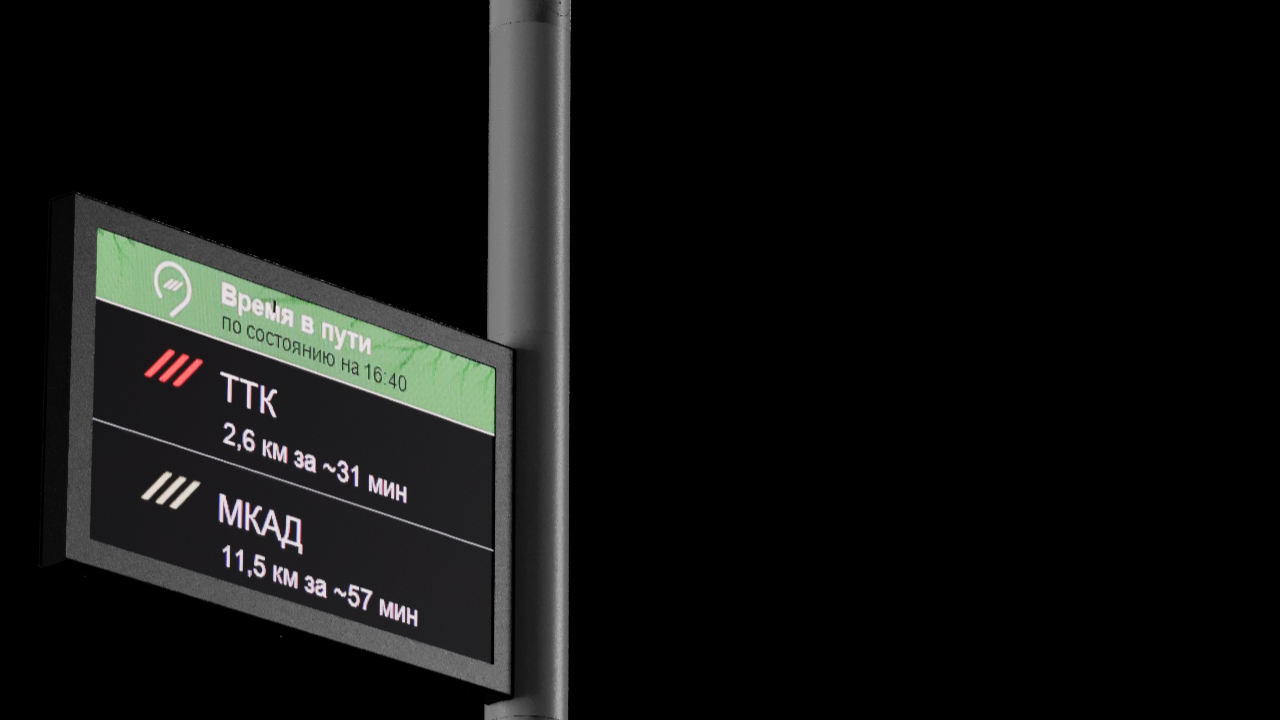 Время в пути
по состоянию на 16:40
ТТК
2,6 км за ~31 мин
МКАД
11,5 км за ~57 мин